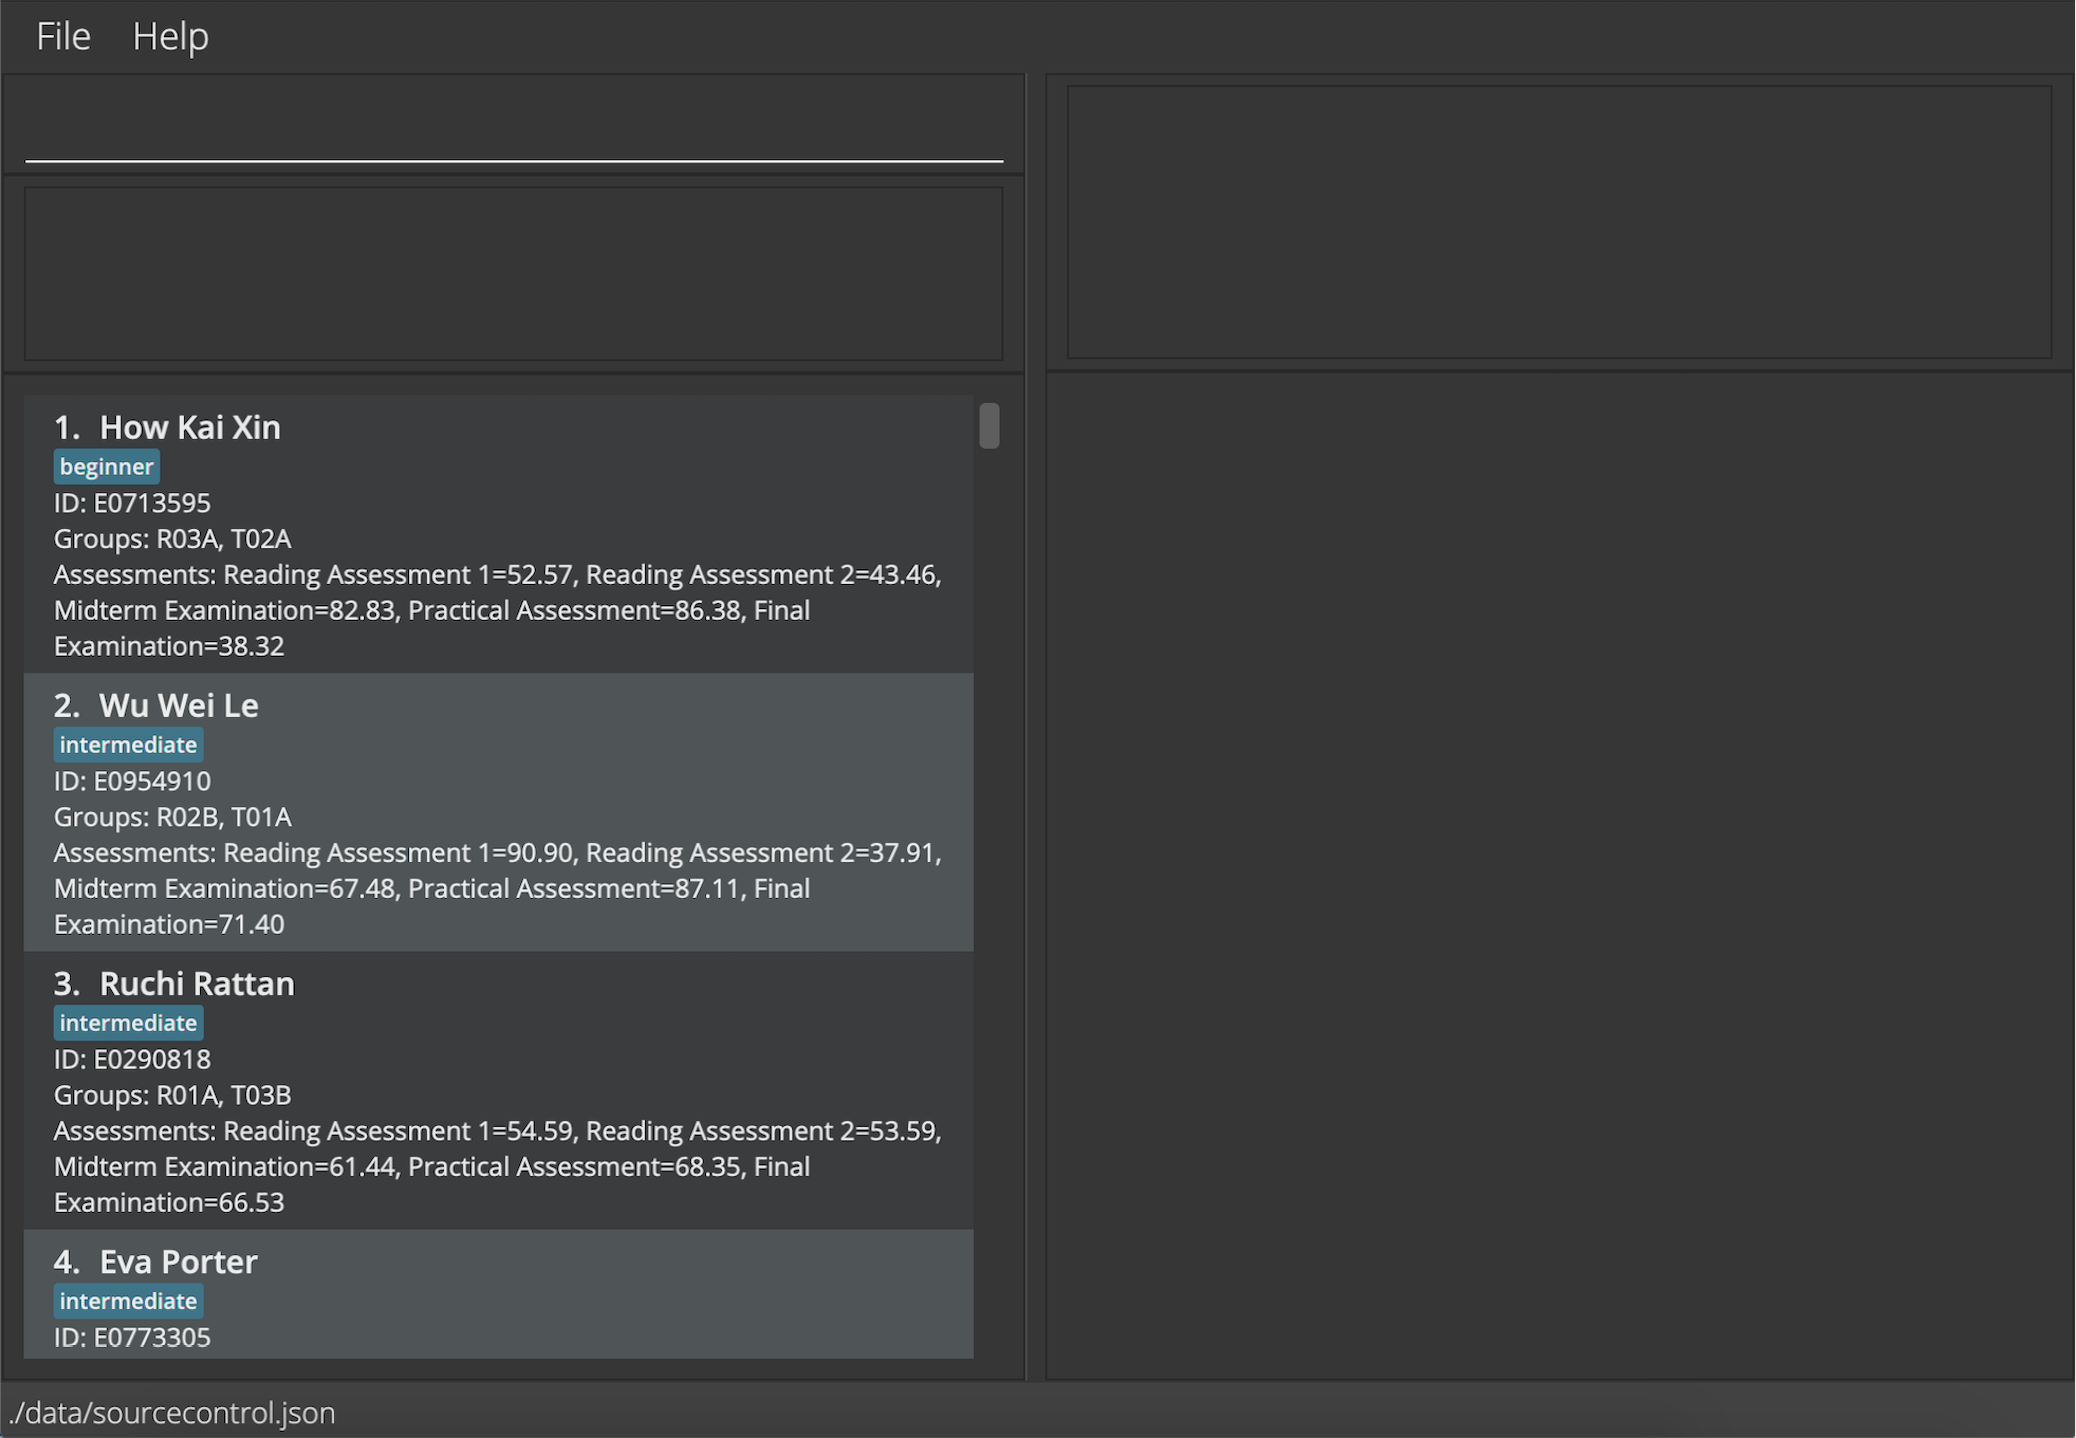 File Help
1. How Kai Xin
beginner
ID: E0713595
Groups: R03A, T02A
Assessments: Reading Assessment 1=52.57, Reading Assessment 2=43.46,
Midterm Examination=82.83, Practical Assessment=86.38, Final
Examination=38.32
2. Wu Wei Le
intermediate
ID: E0954910
Groups: R02B, T01A
Assessments: Reading Assessment 1=90.90, Reading Assessment 2=37.91,
Midterm Examination=67.48, Practical Assessment=87.11, Final
Examination=71.40
3. Ruchi Rattan
intermediate
ID: E0290818
Groups: R01A, T03B
Assessments: Reading Assessment 1=54.59, Reading Assessment 2=53.59,
Midterm Examination=61.44, Practical Assessment=68.35, Final
Examination=66.53
4. Eva Porter
intermediate
ID: E0773305
./data/sourcecontrol.json